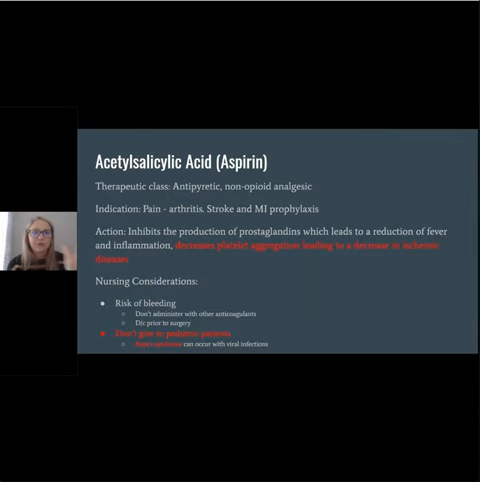 Acetylsalicylic Acid (Aspirin)
Therapeutic class: Antipyretic, non-opioid analgesic
Indication: Pain - arthritis. Stroke and MI prophylaxis
Action: Inhibits the production of prostaglandins which leads to a reduction of fever
and inflammation, decreases platelet aggregation leading to a decrease in ischemic
diseases
Nursing Considerations:
Risk of bleeding
Don't administer with other anticoagulants
D/c prior to surgery
Don't give to pediatric patients
Reye's syndrome can occur with viral infections